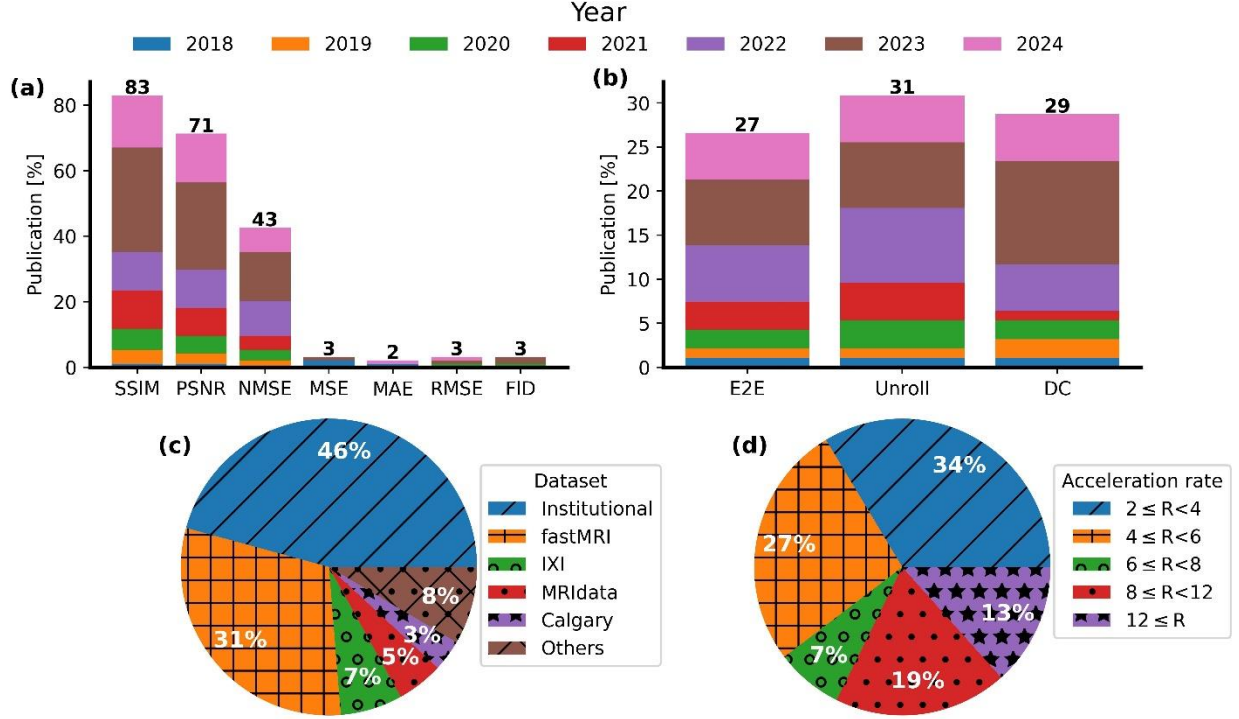 Year
2018 2019 2020 2021 2022 2023 2024
(a)
Publication [%]
80
60
40
20
0
83
71
43
3
2
3
3
SSIM PSNR NMSE MSE MAE RMSE FID
(b)
Publication [%]
30
25
20
15
10
5
0
27
31
29
E2E Unroll DC
(c)
46%
31%
7%
5%
3%
8%
Dataset
Institutional
fastMRI
IXI
MRIdata
Calgary
Others
(d)
34%
27%
7%
19%
13%
Acceleration rate
2 ≤ R<4
4 ≤ R<6
6 ≤ R<8
8 ≤ R<12
12 ≤ R